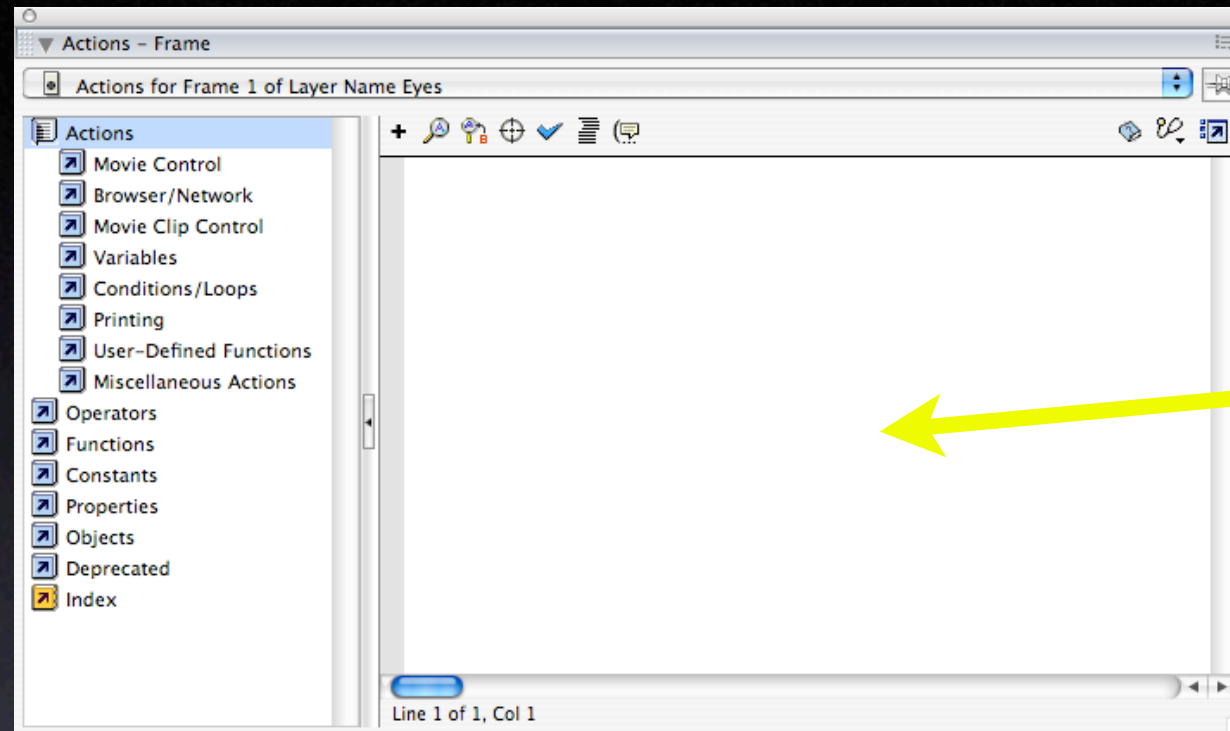 Actions - Frame
Actions for Frame 1 of Layer Name Eyes
Actions
Movie Control
Browser/Network
Movie Clip Control
Variables
Conditions/Loops
Printing
User-Defined Functions
Miscellaneous Actions
Operators
Functions
Constants
Properties
Objects
Deprecated
Index
Line 1 of 1, Col 1